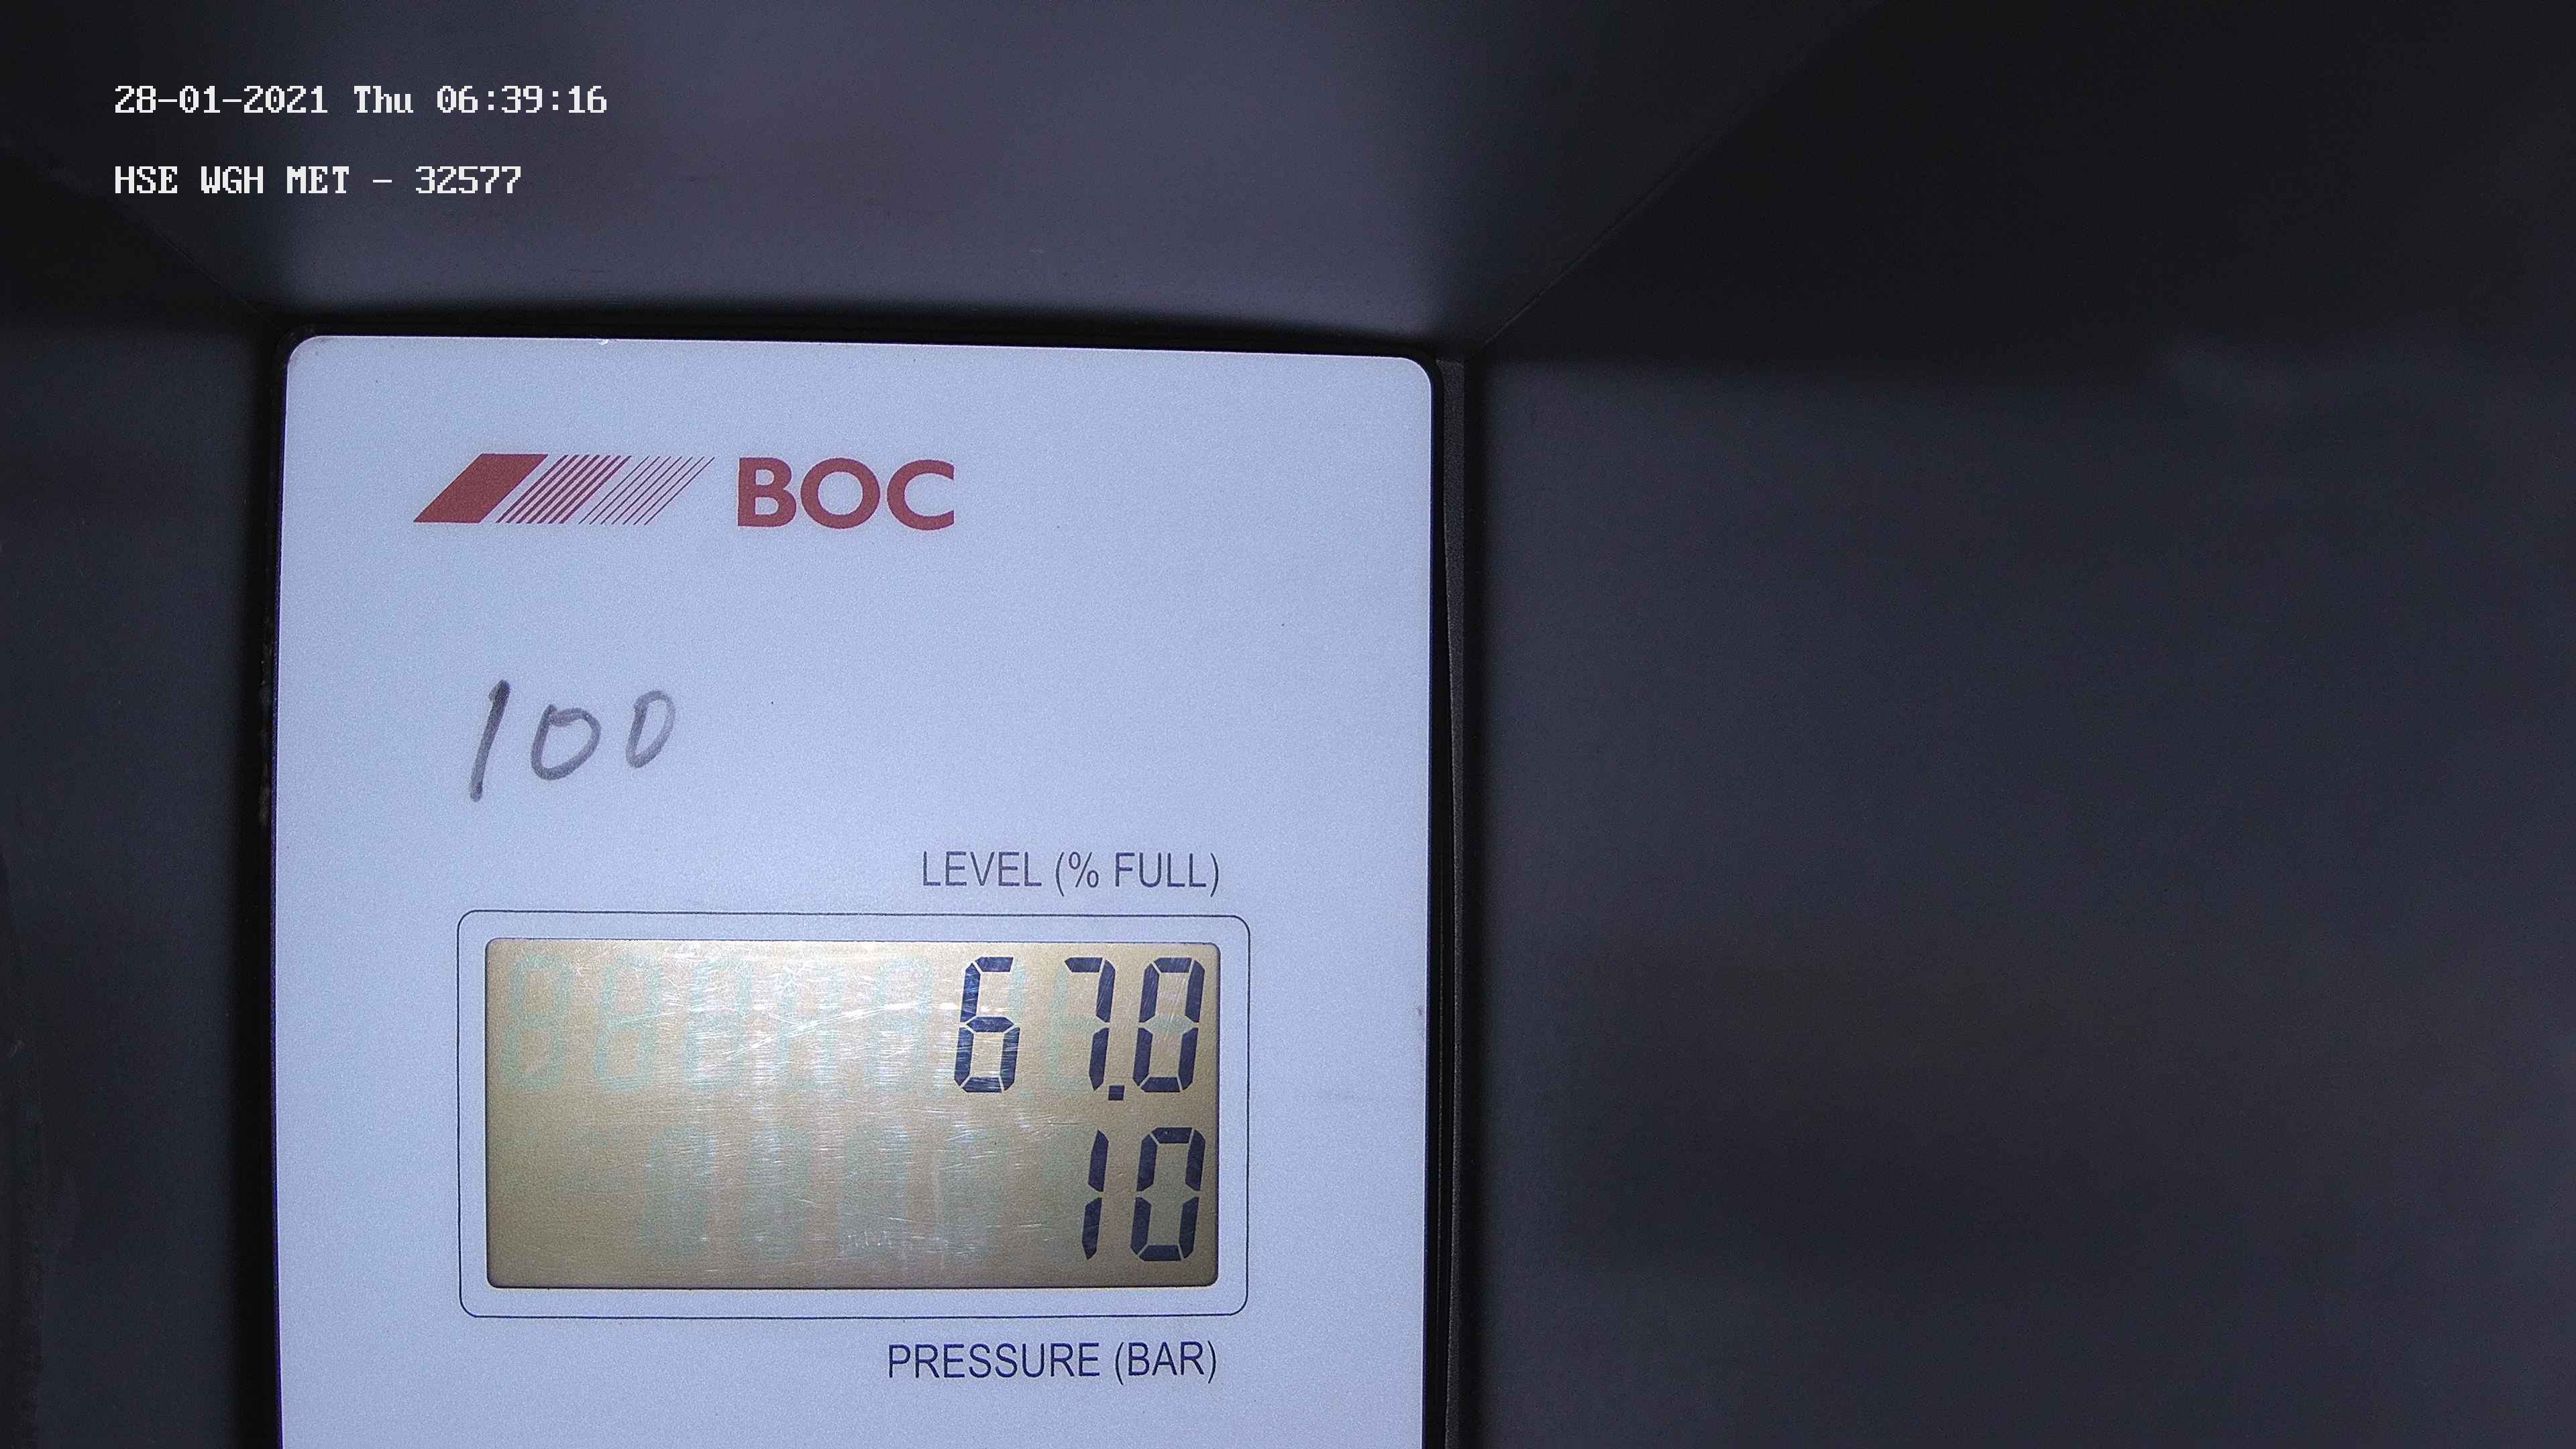 28-01-2021 Thu 06:39:16
HSE WGH MET - 32577
BOC
100
LEVEL (% FULL)
67.0
10
PRESSURE (BAR)